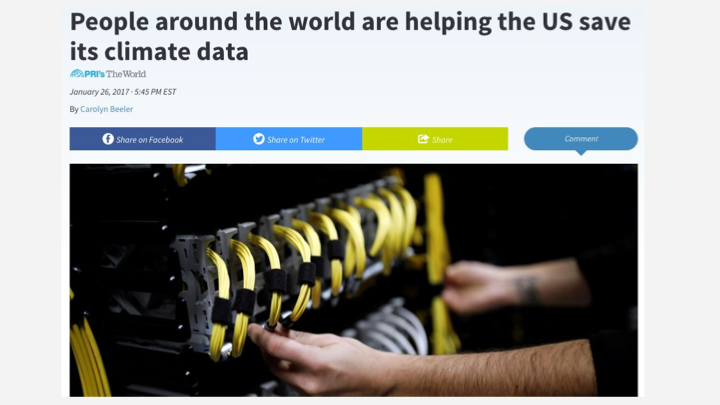 People around the world are helping the US save
its climate data
PRI's The World
January 26, 2017 · 5:45 PM EST
By Carolyn Beeler
Share on Facebook
Share on Twitter
Share
Comment